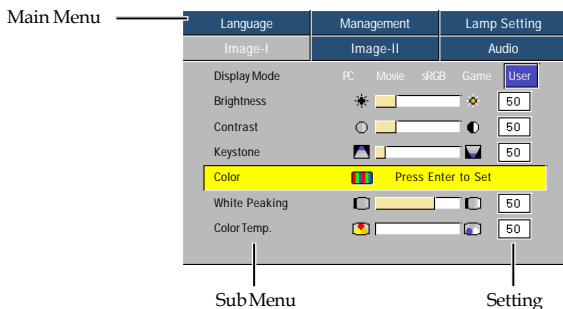 Main Menu
Language Management Lamp Setting
Image-I Image-II Audio
Display Mode PC Movie sRGB Game User
Brightness 50
Contrast 50
Keystone 50
Color Press Enter to Set
White Peaking 50
Color Temp. 50
Sub Menu Setting